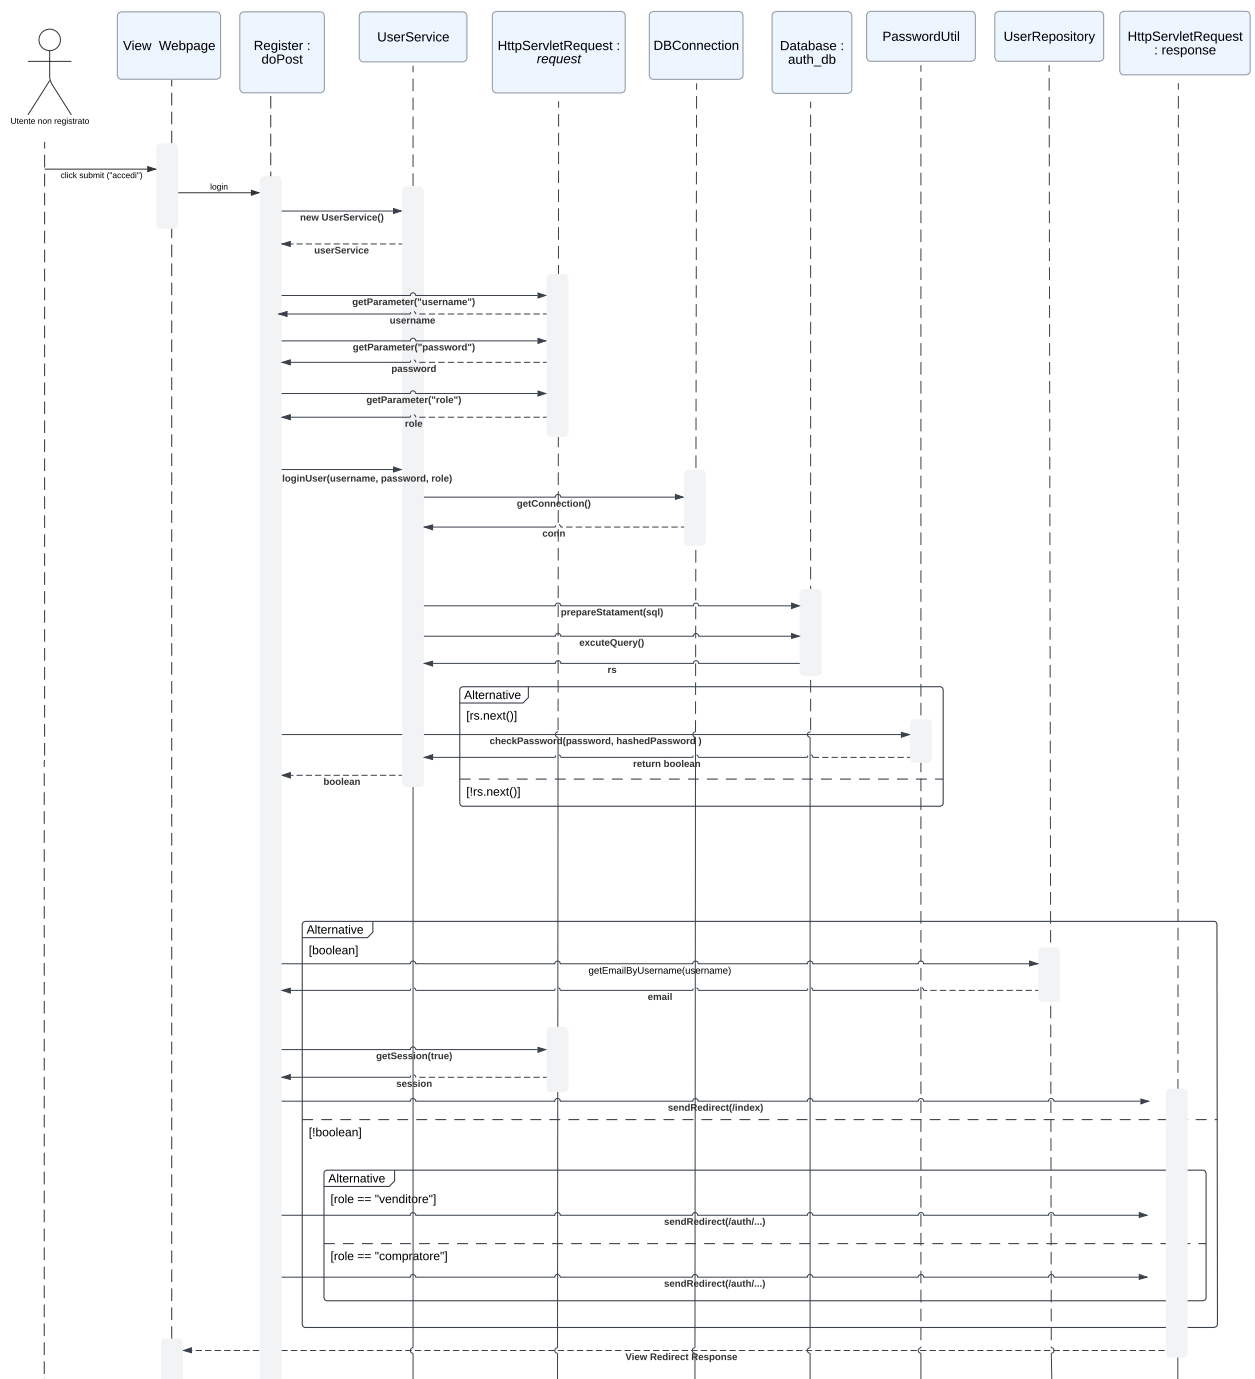 View  Webpage
Register :
doPost
UserService
HttpServletRequest :
request
DBConnection
Database :
auth_db
PasswordUtil
UserRepository
HttpServletRequest
: response
Utente non registrato
click submit ("accedi")
login
new UserService()
userService
getParameter("username")
username
getParameter("password")
password
getParameter("role")
role
loginUser(username, password, role)
getConnection()
conn
prepareStatament(sql)
excuteQuery()
rs
Alternative
[rs.next()]
checkPassword(password, hashedPassword )
return boolean
boolean
[!rs.next()]
Alternative
[boolean]
getEmailByUsername(username)
email
getSession(true)
session
sendRedirect(/index)
[!boolean]
Alternative
[role == "venditore"]
sendRedirect(/auth/...)
[role == "compratore"]
sendRedirect(/auth/...)
View Redirect Response